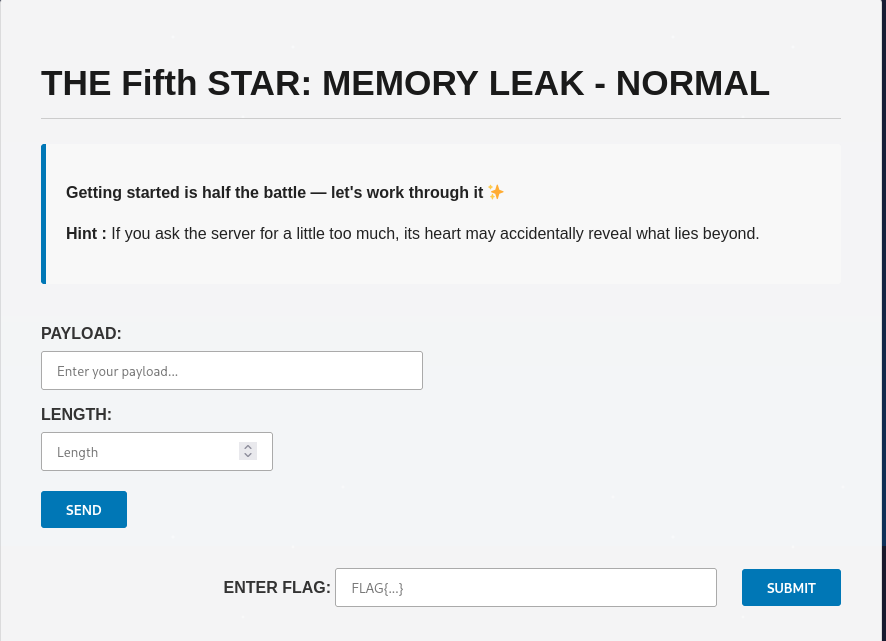 THE Fifth STAR: MEMORY LEAK - NORMAL
Getting started is half the battle — let's work through it ✨
Hint : If you ask the server for a little too much, its heart may accidentally reveal what lies beyond.
PAYLOAD:
Enter your payload...
LENGTH:
Length
SEND
ENTER FLAG: FLAG{...} SUBMIT